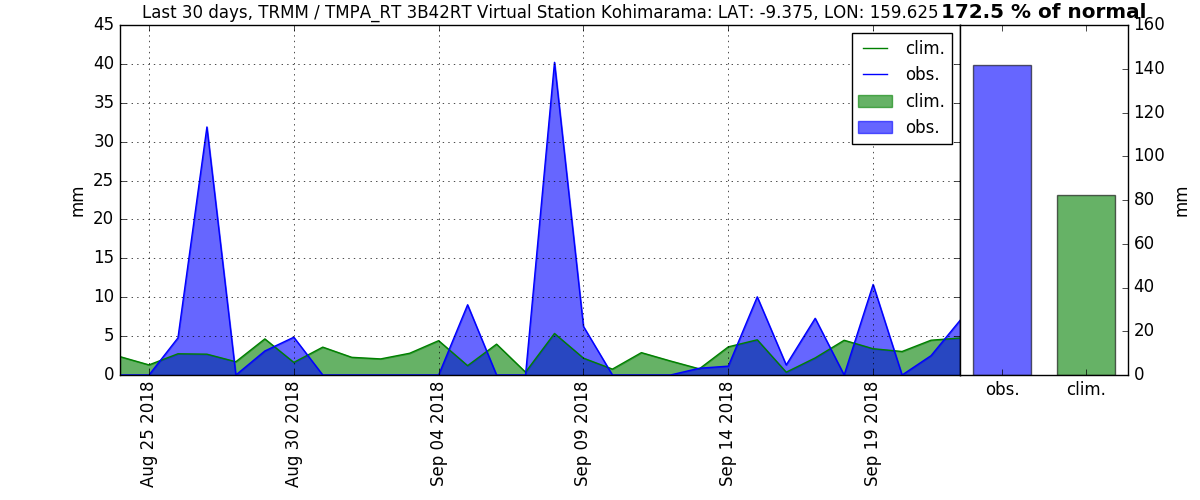 Last 30 days, TRMM / TMPA_RT 3B42RT Virtual Station Kohimarama: LAT: -9.375, LON: 159.625
172.5 % of normal
45
40
35
30
25
20
15
10
5
0
mm
Aug 25 2018
Aug 30 2018
Sep 04 2018
Sep 09 2018
Sep 14 2018
Sep 19 2018
clim.
obs.
clim.
obs.
160
140
120
100
80
60
40
20
0
mm
obs.
clim.